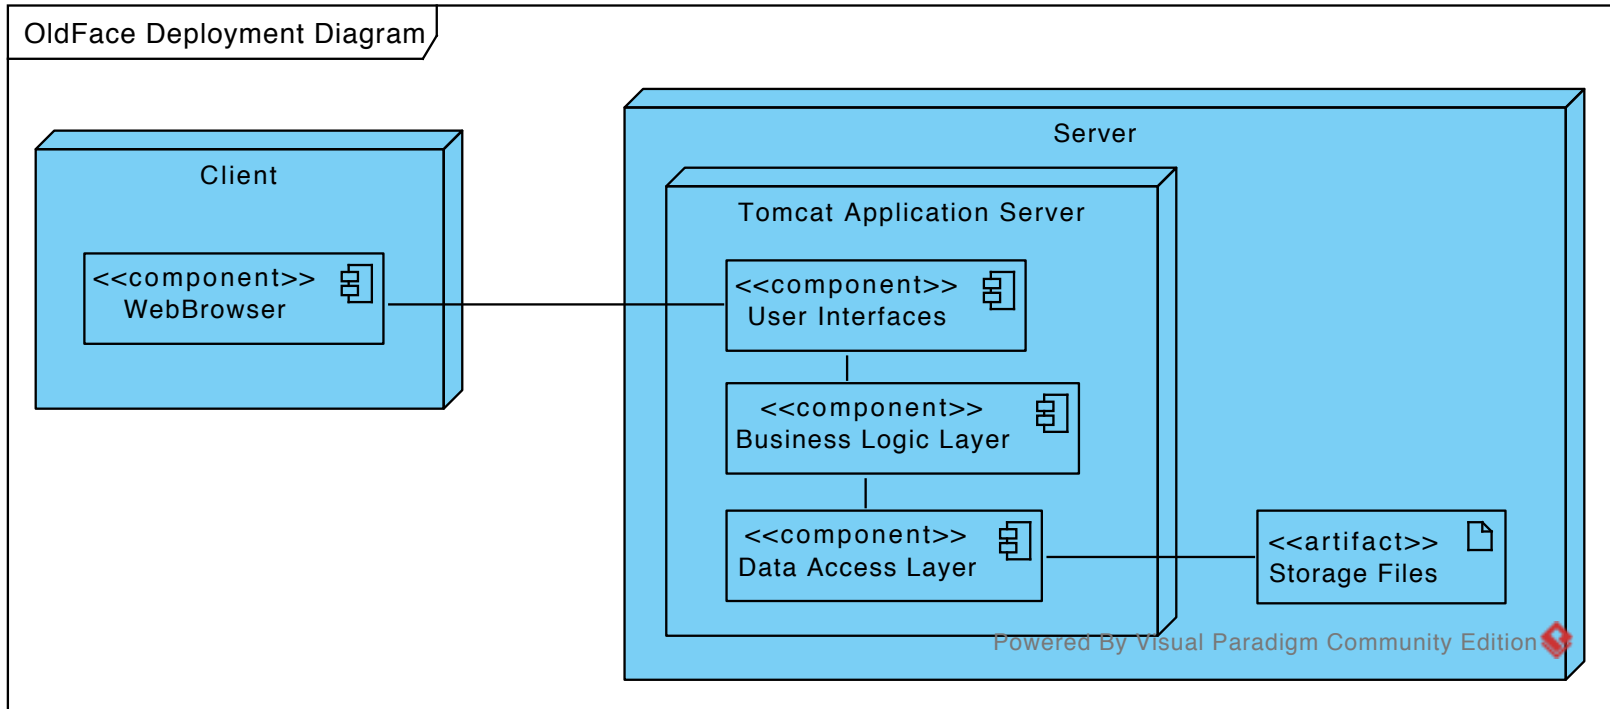 OldFace Deployment Diagram
Client
<<component>>
WebBrowser
Server
Tomcat Application Server
<<component>>
User Interfaces
<<component>>
Business Logic Layer
<<component>>
Data Access Layer
<<artifact>>
Storage Files
Powered By Visual Paradigm Community Edition